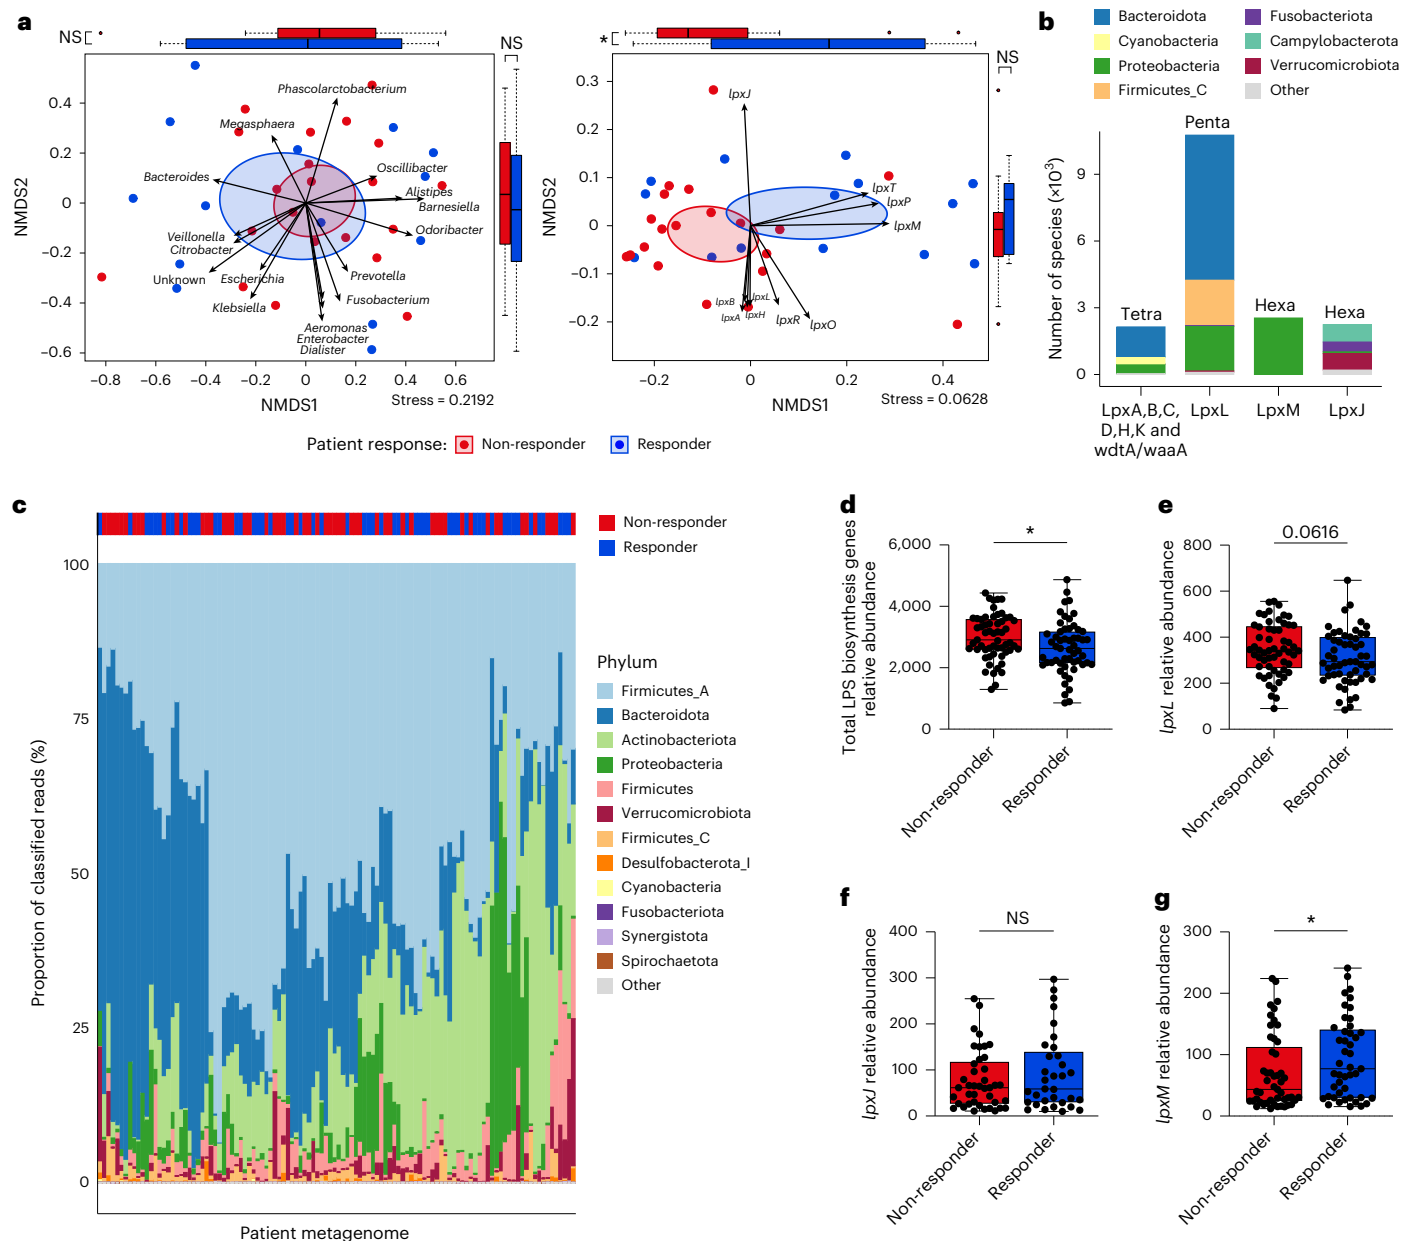 a
NS
NS
NMDS2
0.4
0.2
0
−0.2
−0.4
−0.6
−0.8
−0.6
−0.4
−0.2
0
0.2
0.4
0.6
NMDS1
Stress = 0.2192
Phascolarctobacterium
Megasphaera
Bacteroides
Oscillibacter
Alistipes
Barnesiella
Odoribacter
Veillonella
Citrobacter
Unknown
Escherichia
Klebsiella
Prevotella
Fusobacterium
Aeromonas
Enterobacter
Dialister
*
NS
NMDS2
0.3
0.2
0.1
0
−0.1
−0.2
−0.2
0
0.2
0.4
NMDS1
Stress = 0.0628
lpxJ
lpxT
lpxP
lpxM
lpxB
lpxL
lpxA
lpxH
lpxR
lpxO
Patient response:
Non-responder
Responder
b
Bacteroidota
Cyanobacteria
Proteobacteria
Firmicutes_C
Fusobacteriota
Campylobacterota
Verrucomicrobiota
Other
Number of species (×10³)
9
6
3
0
Tetra
Penta
Hexa
Hexa
LpxA,B,C,
D,H,K and
wdtA/waaA
LpxL
LpxM
LpxJ
c
Non-responder
Responder
Proportion of classified reads (%)
100
75
50
25
0
Patient metagenome
Phylum
Firmicutes_A
Bacteroidota
Actinobacteriota
Proteobacteria
Firmicutes
Verrucomicrobiota
Firmicutes_C
Desulfobacterota_I
Cyanobacteria
Fusobacteriota
Synergistota
Spirochaetota
Other
d
Total LPS biosynthesis genes
relative abundance
6,000
4,000
2,000
0
*
Non-responder
Responder
e
lpxL relative abundance
800
600
400
200
0
0.0616
Non-responder
Responder
f
lpxJ relative abundance
400
300
200
100
0
NS
Non-responder
Responder
g
lpxM relative abundance
300
200
100
0
*
Non-responder
Responder